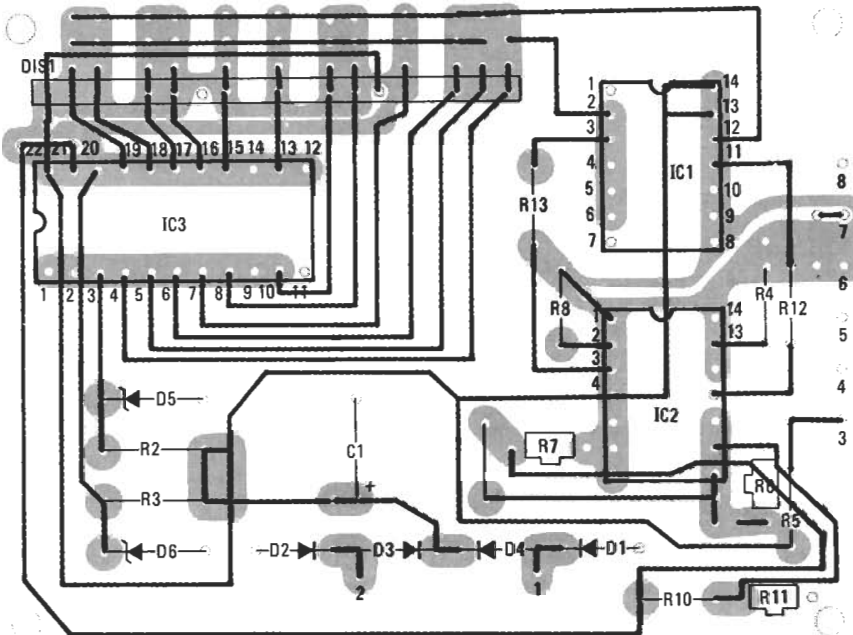 DIS1
1 14
2 13
3 12
22 21 20 19 18 17 16 15 14 13 12
4 IC1 11
8
5 10
R13
6 9
IC3
7 8
7
1 2 3 4 5 6 7 8 9 10 11
6
R8 R4 R12
1 14
2 13
5
3
4
4
D5
IC2
3
R2 C1 R7
+
R3 R6
R5
D6 D2 D3 D4 D1
2 1
R10 R11